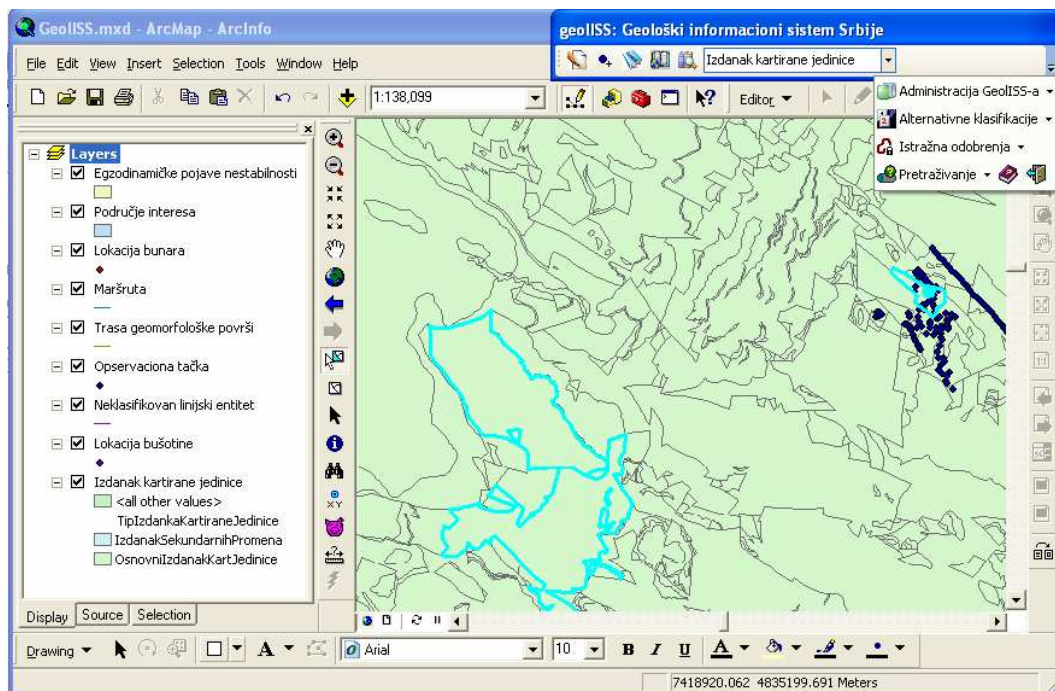 GeolISS.mxd - ArcMap - ArcInfo
geolISS: Geološki informacioni sistem Srbije
File Edit View Insert Selection Tools Window Help
Izdanak kartirane jedinice
1:138,099
Editor
Administracija GeolISS-a
Alternativne klasifikacije
Istražna odobrenja
Pretraživanje
Layers
Egzodinamičke pojave nestabilnosti
Područje interesa
Lokacija bunara
Maršruta
Trasa geomorfološke površi
Opservaciona tačka
Neklasifikovan linijski entitet
Lokacija bušotine
Izdanak kartirane jedinice
<all other values>
TipIzdankaKartiraneJedinice
IzdanakSekundarnihPromena
OsnovniIzdanakKartJedinice
X Y
1:1
Display Source Selection
Drawing A Arial 10 B I U A
7418920.062 4835199.691 Meters